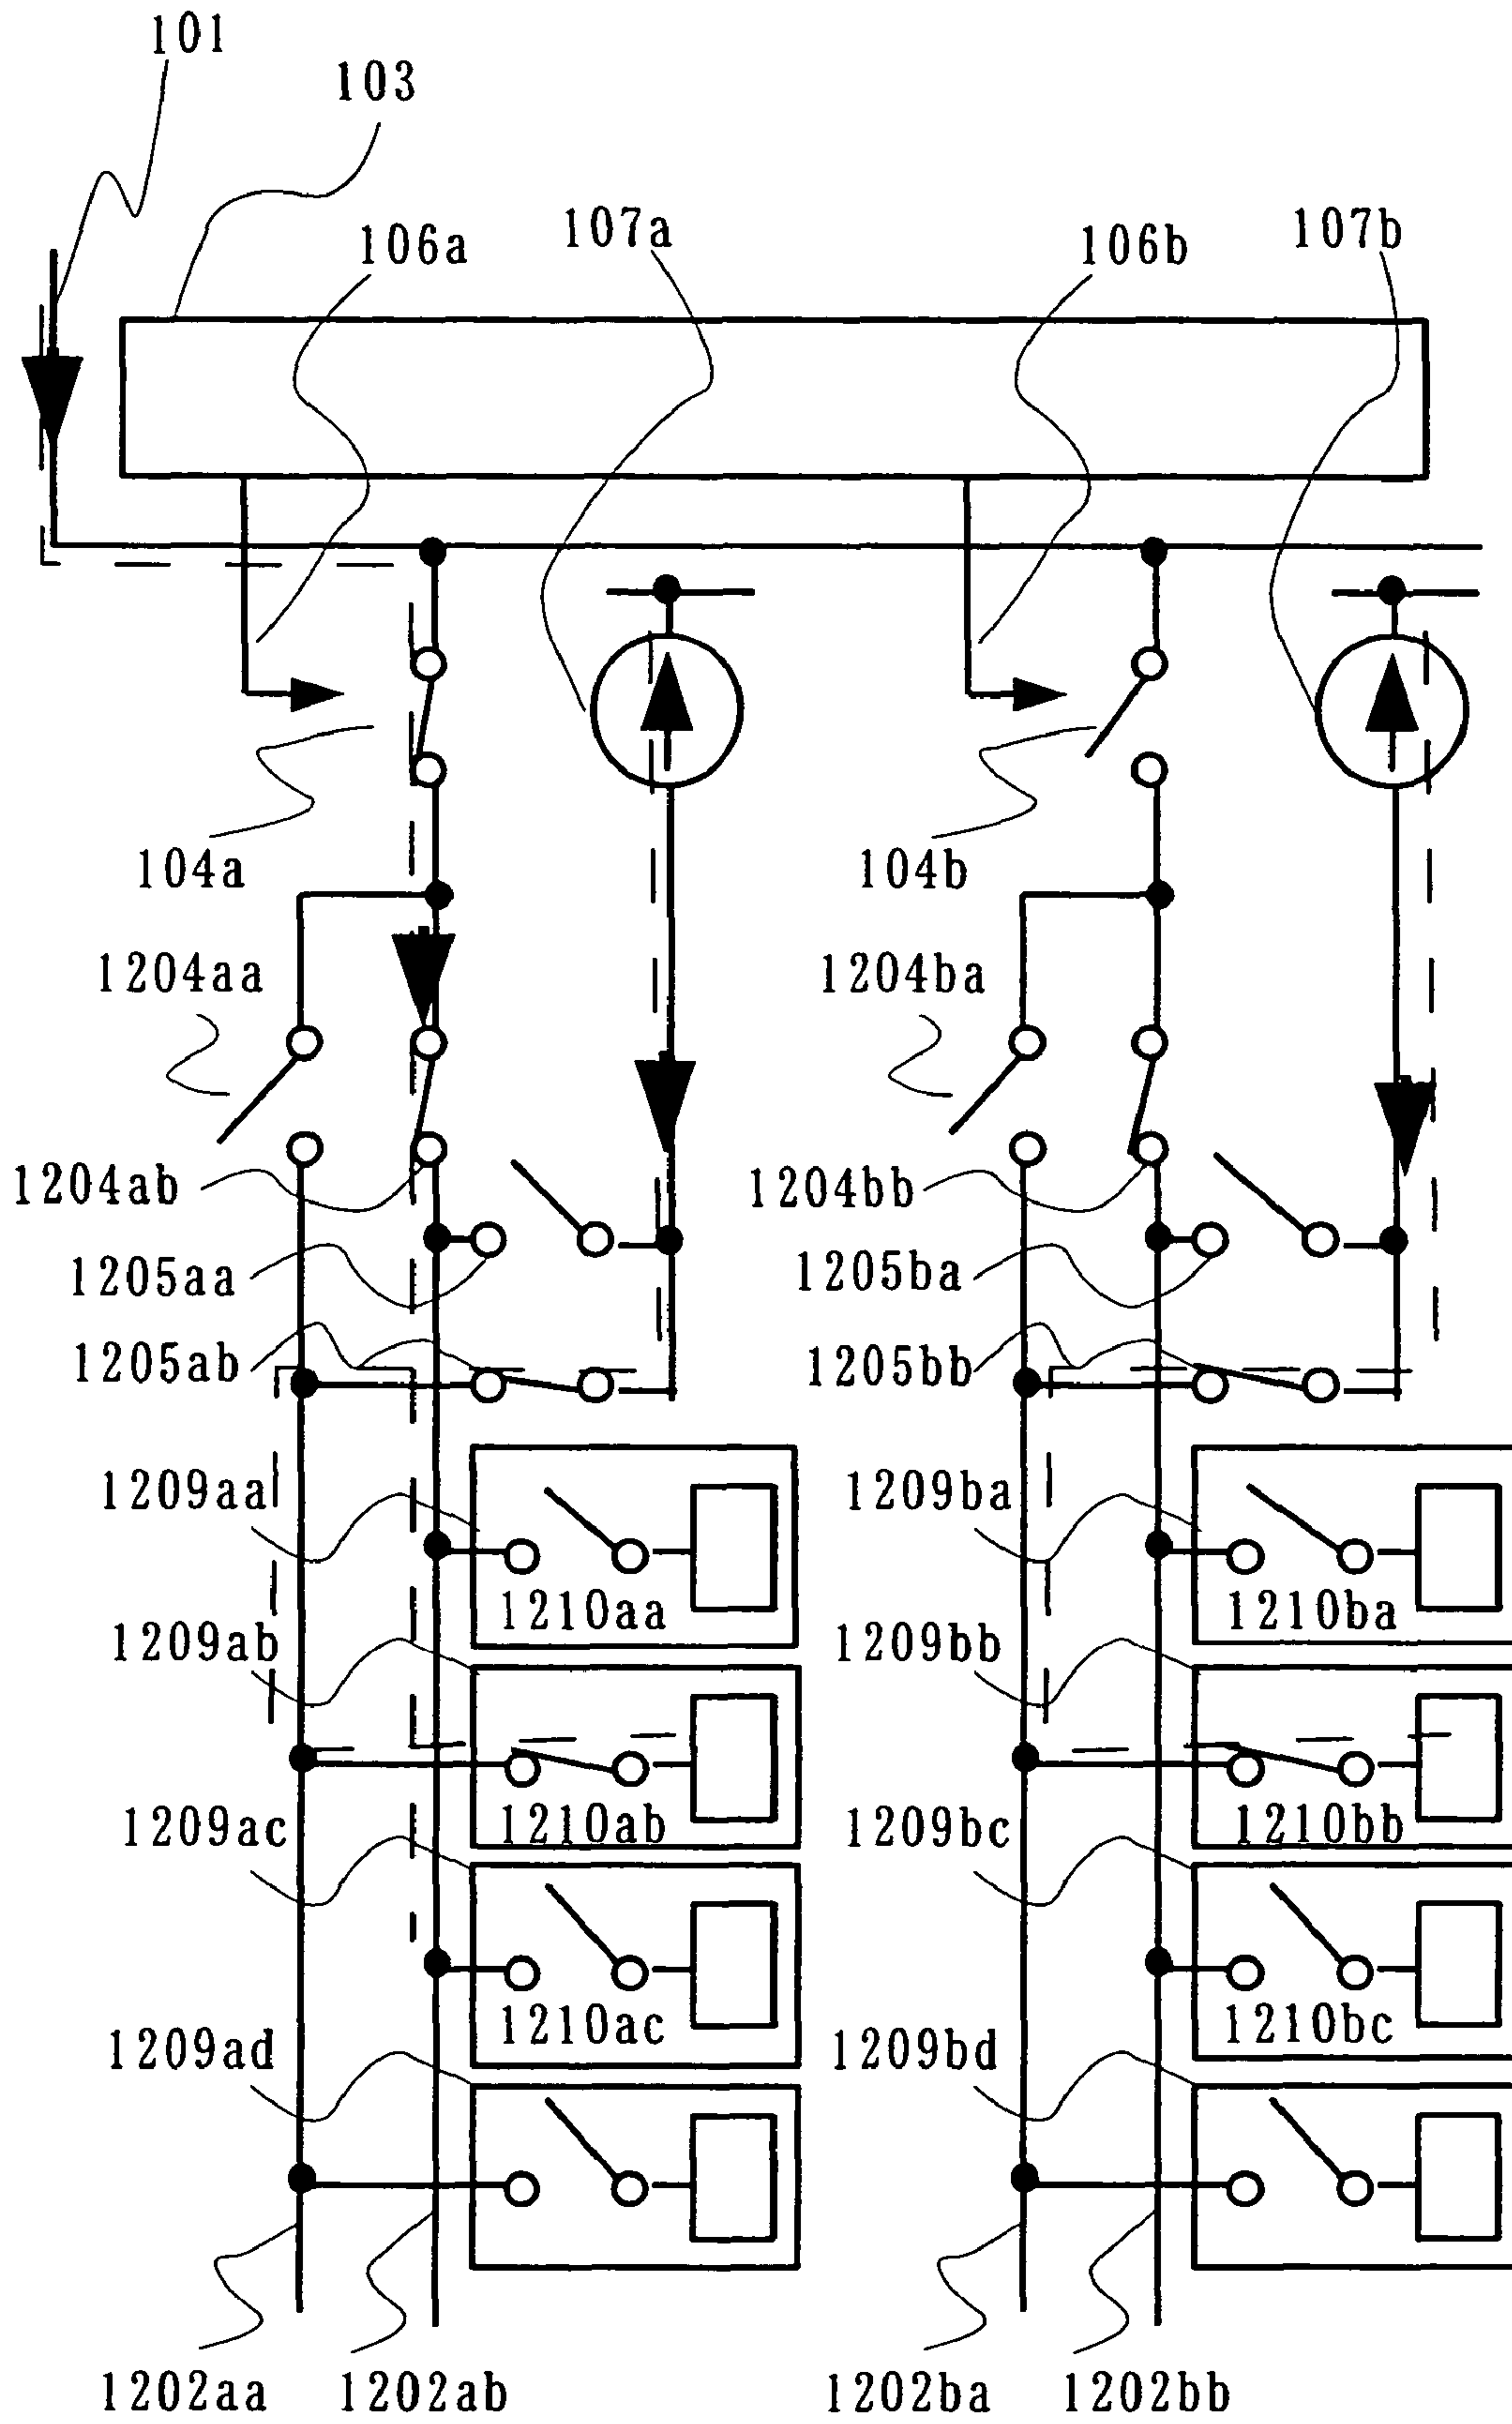 101
103
106a 107a 106b 107b
104a 104b
1204aa 1204ba
1204ab 1204bb
1205aa 1205ba
1205ab 1205bb
1209aa 1209ba
1210aa 1210ba
1209ab 1209bb
1210ab 1210bb
1209ac 1209bc
1210ac 1210bc
1209ad 1209bd
1202aa 1202ab 1202ba 1202bb